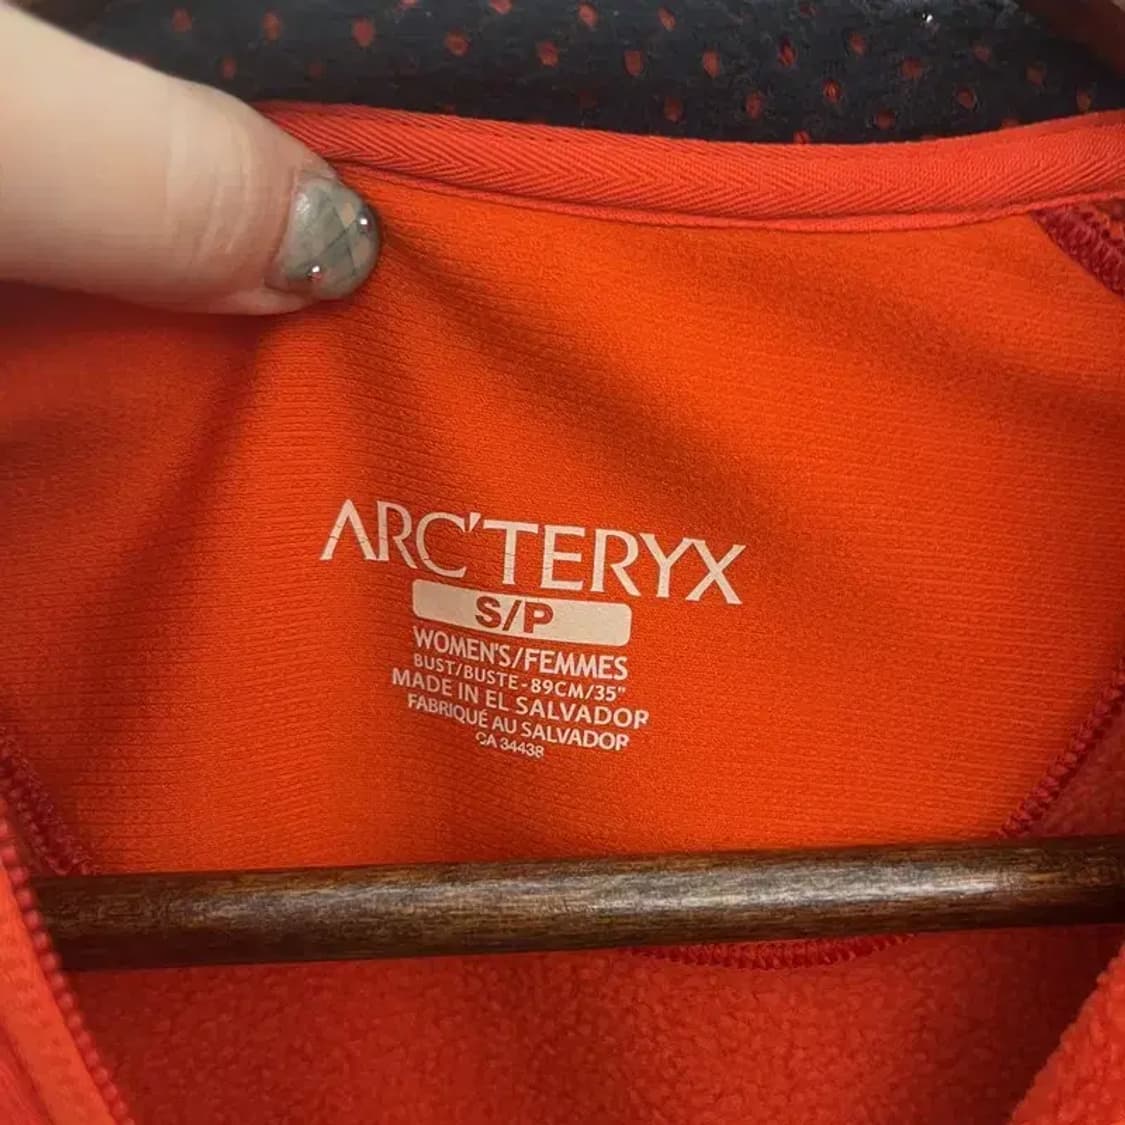 ARC'TERYX
S/P
WOMEN'S/FEMMES
BUST/BUSTE-89CM/35"
MADE IN EL SALVADOR
FABRIQUÉ AU SALVADOR
CA 34438